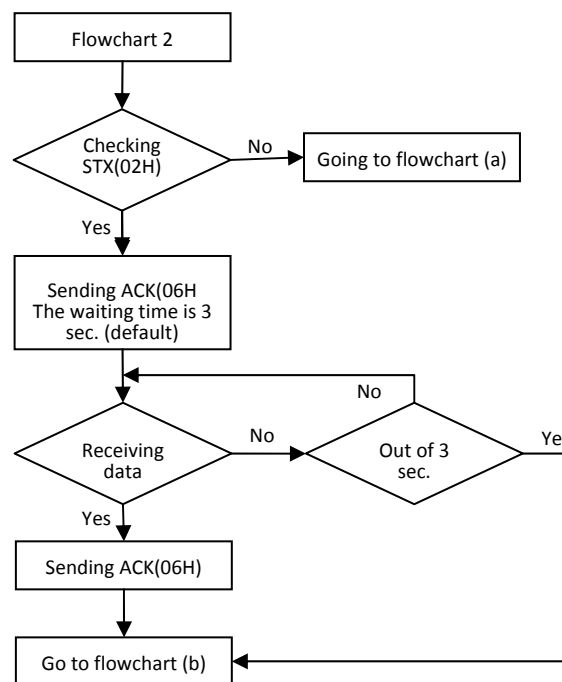 Flowchart 2
Checking
STX(02H)
No
Going to flowchart (a)
Yes
Sending ACK(06H
The waiting time is 3
sec. (default)
No
Receiving
data
No
Out of 3
sec.
Ye
Yes
Sending ACK(06H)
Go to flowchart (b)